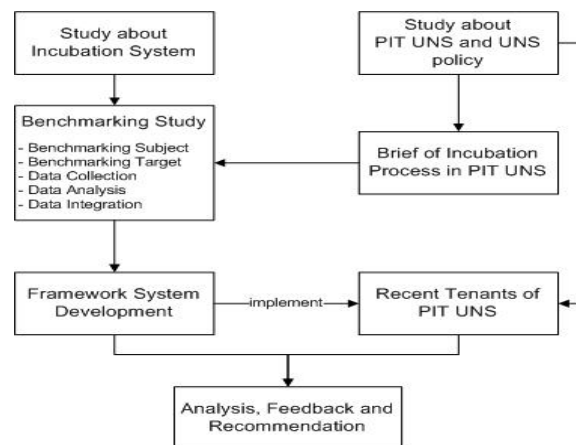 Study about
Incubation System
Study about
PIT UNS and UNS
policy
Benchmarking Study
- Benchmarking Subject
- Benchmarking Target
- Data Collection
- Data Analysis
- Data Integration
Brief of Incubation
Process in PIT UNS
Framework System
Development
implement
Recent Tenants of
PIT UNS
Analysis, Feedback and
Recommendation